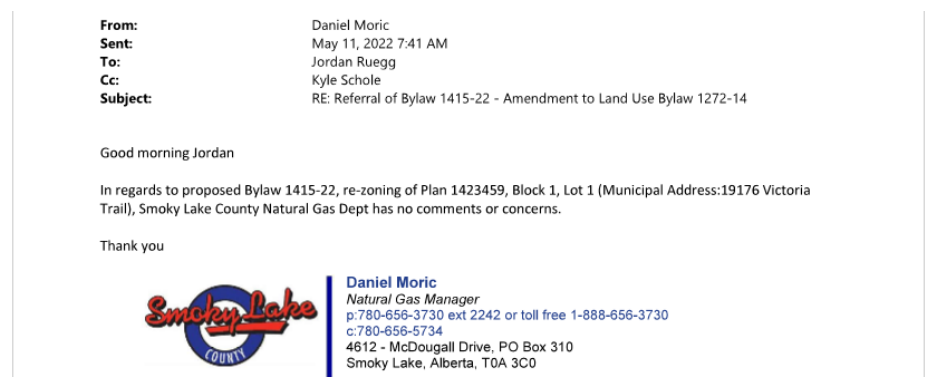 From: Daniel Moric
Sent: May 11, 2022 7:41 AM
To: Jordan Ruegg
Cc: Kyle Schole
Subject: RE: Referral of Bylaw 1415-22 - Amendment to Land Use Bylaw 1272-14
Good morning Jordan
In regards to proposed Bylaw 1415-22, re-zoning of Plan 1423459, Block 1, Lot 1 (Municipal Address:19176 Victoria
Trail), Smoky Lake County Natural Gas Dept has no comments or concerns.
Thank you
Smoky Lake
COUNTY
Daniel Moric
Natural Gas Manager
p:780-656-3730 ext 2242 or toll free 1-888-656-3730
c:780-656-5734
4612 - McDougall Drive, PO Box 310
Smoky Lake, Alberta, T0A 3C0